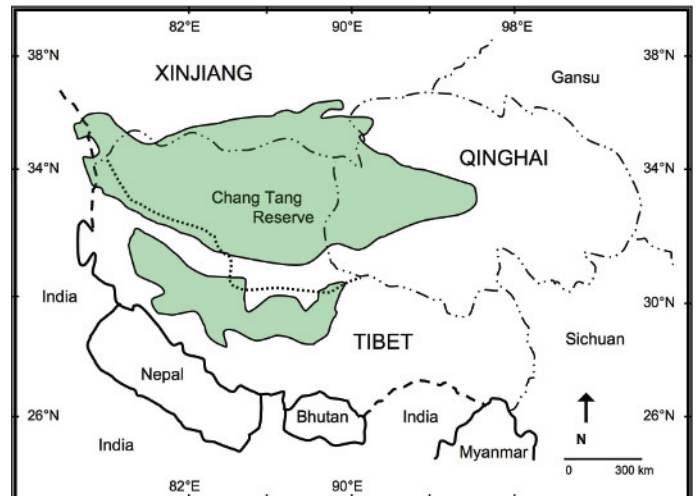 82°E 90°E 98°E
38°N 38°N
XINJIANG
Gansu
QINGHAI
34°N 34°N
Chang Tang
Reserve
India 30°N
TIBET
Sichuan
Nepal
26°N Bhutan India 26°N
N
India
Myanmar
0 300 km
82°E 90°E